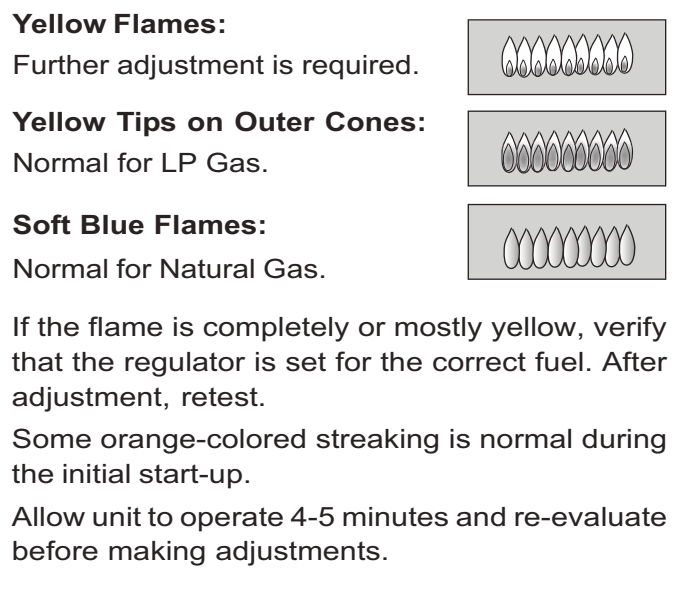 Yellow Flames:
Further adjustment is required.
Yellow Tips on Outer Cones:
Normal for LP Gas.
Soft Blue Flames:
Normal for Natural Gas.
If the flame is completely or mostly yellow, verify
that the regulator is set for the correct fuel. After
adjustment, retest.
Some orange-colored streaking is normal during
the initial start-up.
Allow unit to operate 4-5 minutes and re-evaluate
before making adjustments.